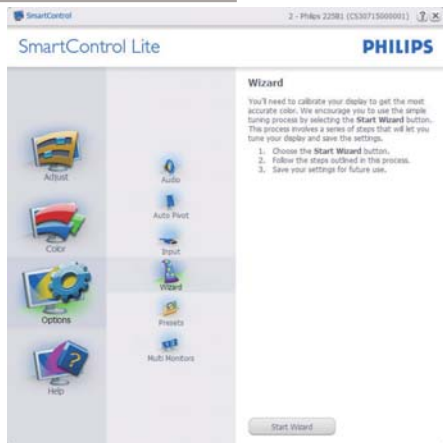 SmartControl
2 - Philips 225B1 (CS30715000001)
SmartControl Lite
PHILIPS
Adjust
Color
Options
Help
Audio
Auto Pivot
Input
Wizard
Presets
Multi Monitors
Wizard
You'll need to calibrate your display to get the most
accurate color. We encourage you to use the simple
tuning process by selecting the Start Wizard button.
This process involves a series of steps that will let you
tune your display and save the settings.
1. Choose the Start Wizard button.
2. Follow the steps outlined in the process.
3. Save your settings for future use.
Start Wizard